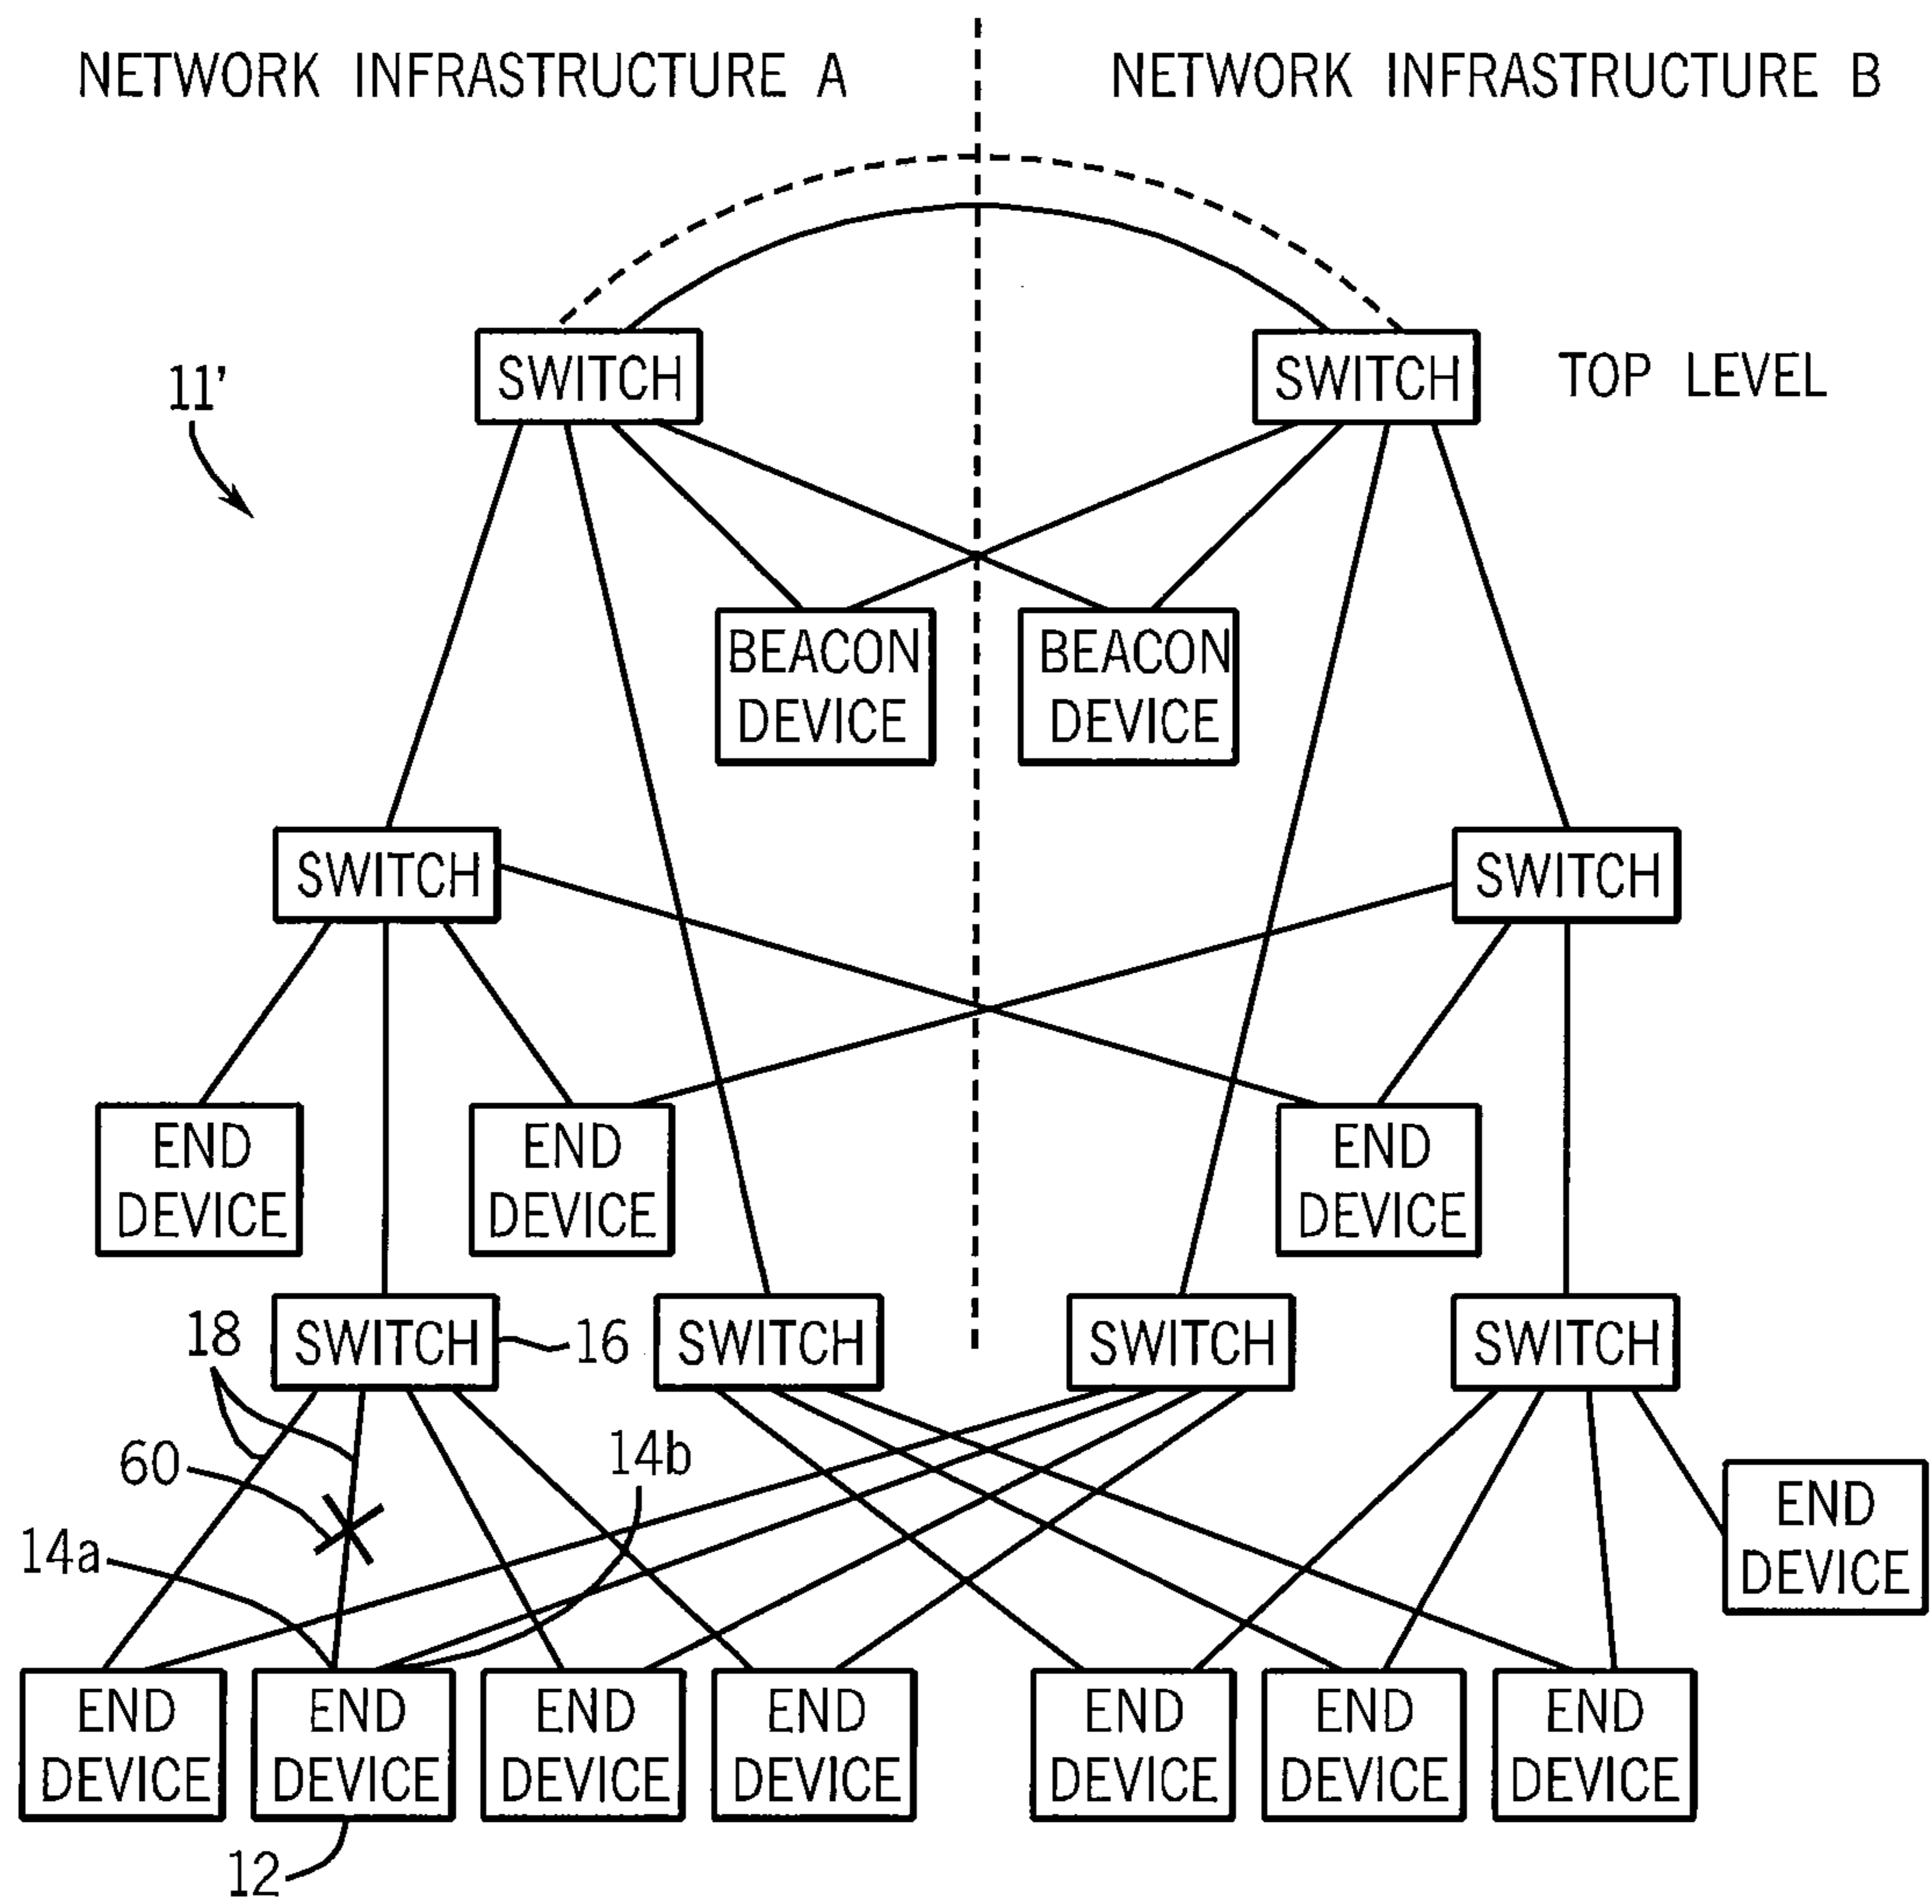 NETWORK INFRASTRUCTURE A
NETWORK INFRASTRUCTURE B
11'
SWITCH
SWITCH
TOP LEVEL
BEACON
DEVICE
BEACON
DEVICE
SWITCH
SWITCH
END
DEVICE
END
DEVICE
END
DEVICE
18
SWITCH
16
SWITCH
SWITCH
SWITCH
60
14b
14a
END
DEVICE
END
DEVICE
END
DEVICE
END
DEVICE
END
DEVICE
END
DEVICE
END
DEVICE
END
DEVICE
12